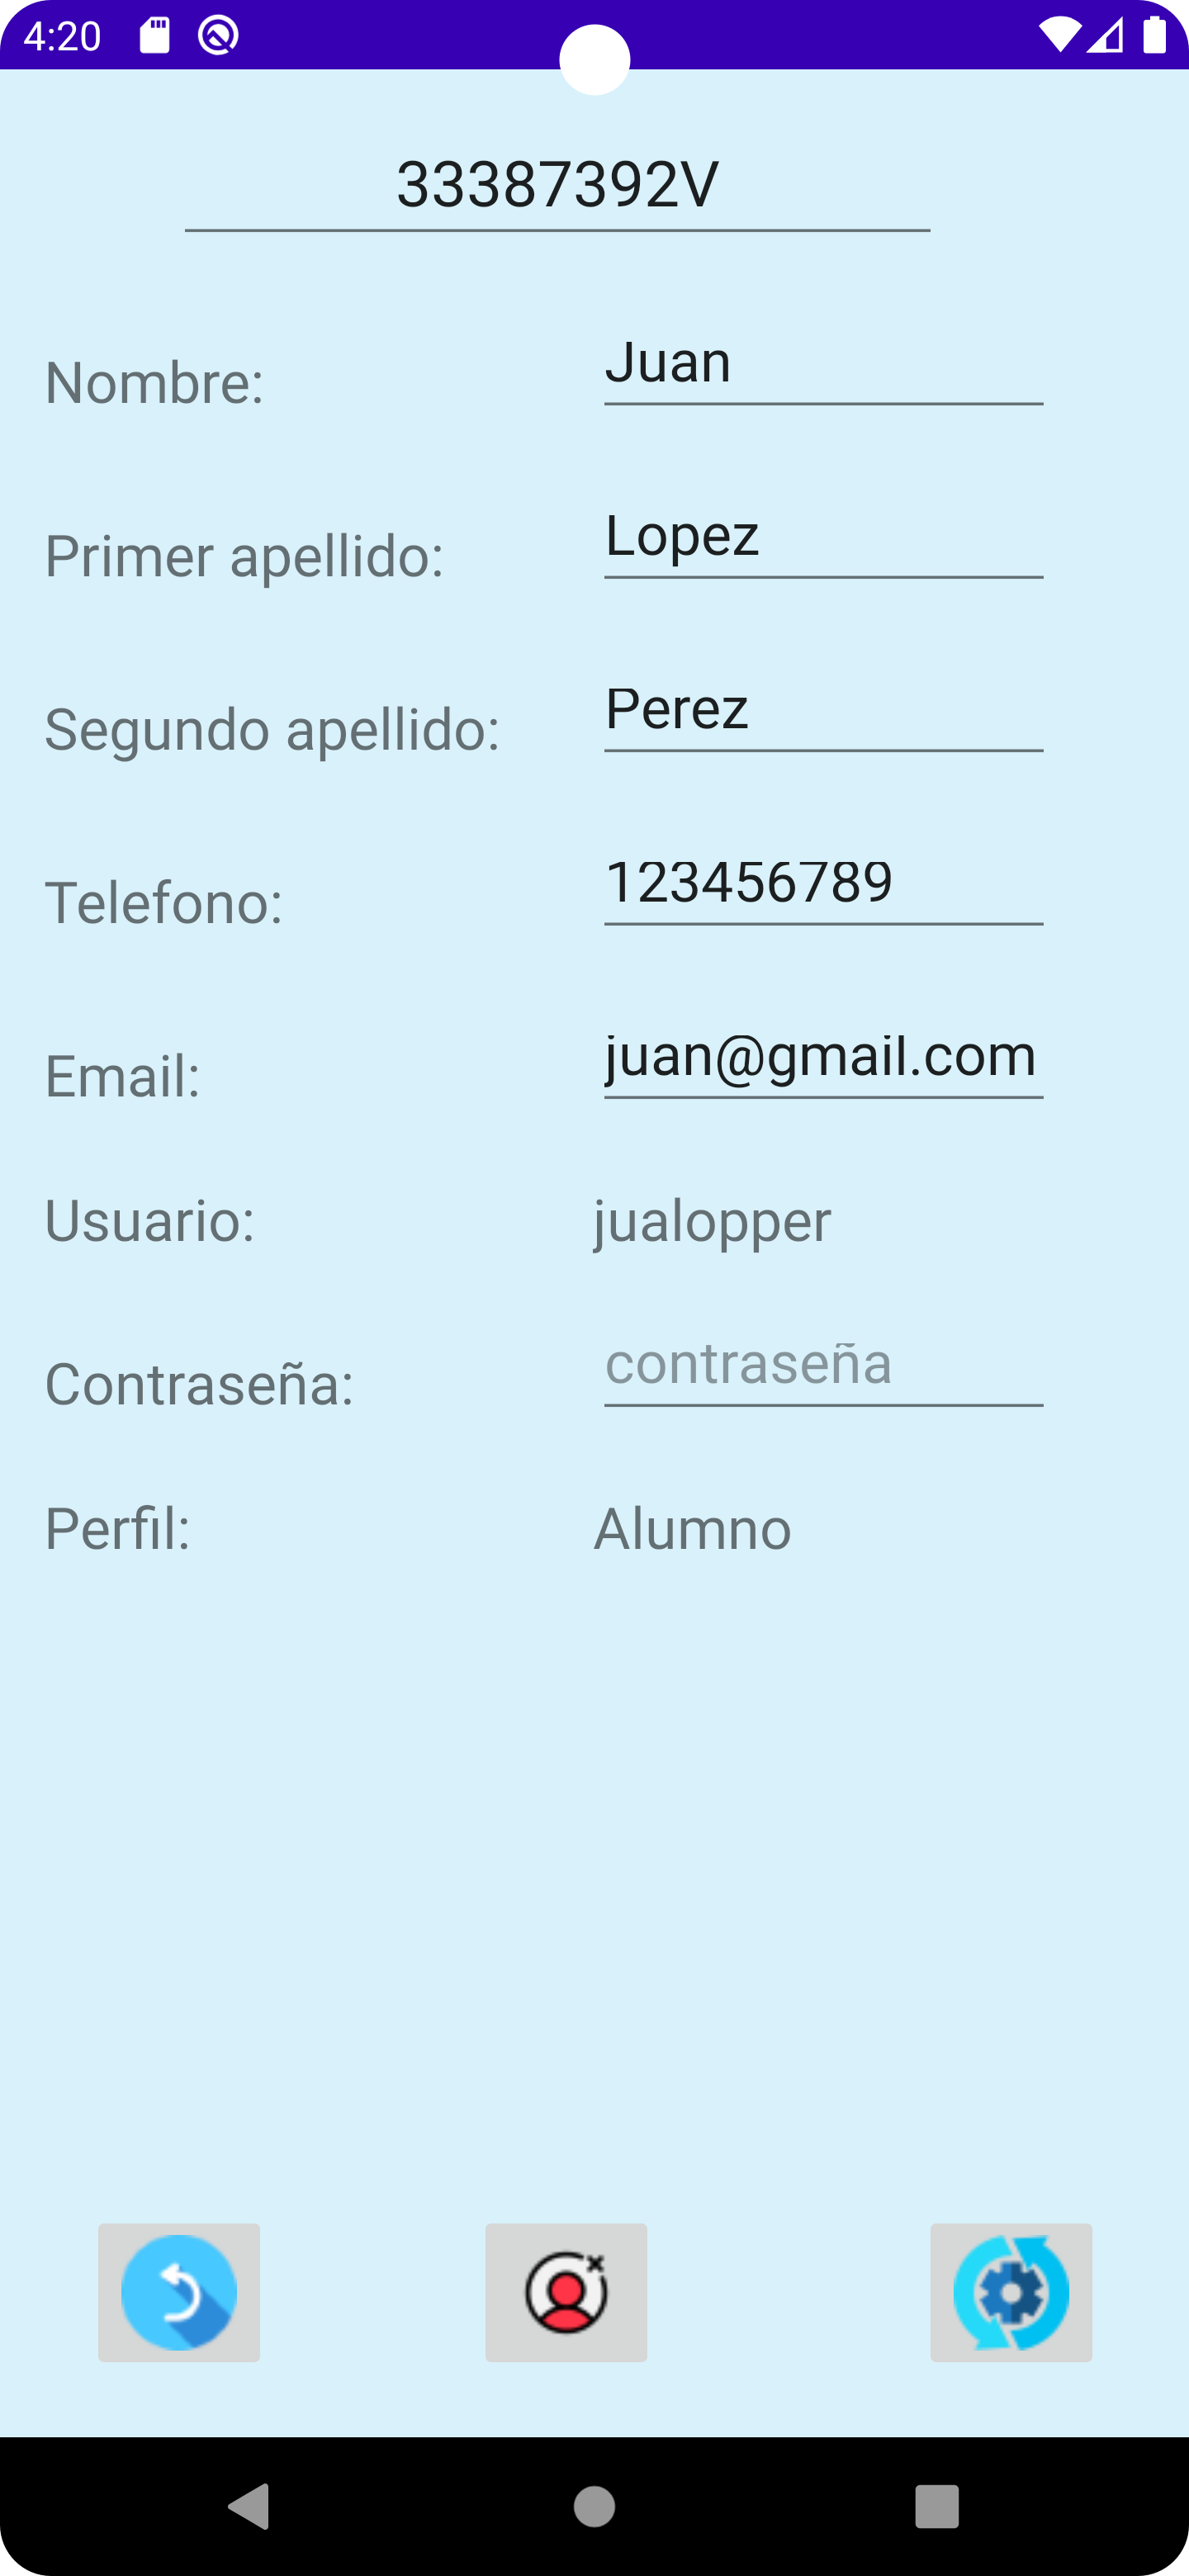 4:20
33387392V
Nombre: Juan
Primer apellido: Lopez
Segundo apellido: Perez
Telefono: 123456789
Email: juan@gmail.com
Usuario: jualopper
Contraseña: contraseña
Perfil: Alumno